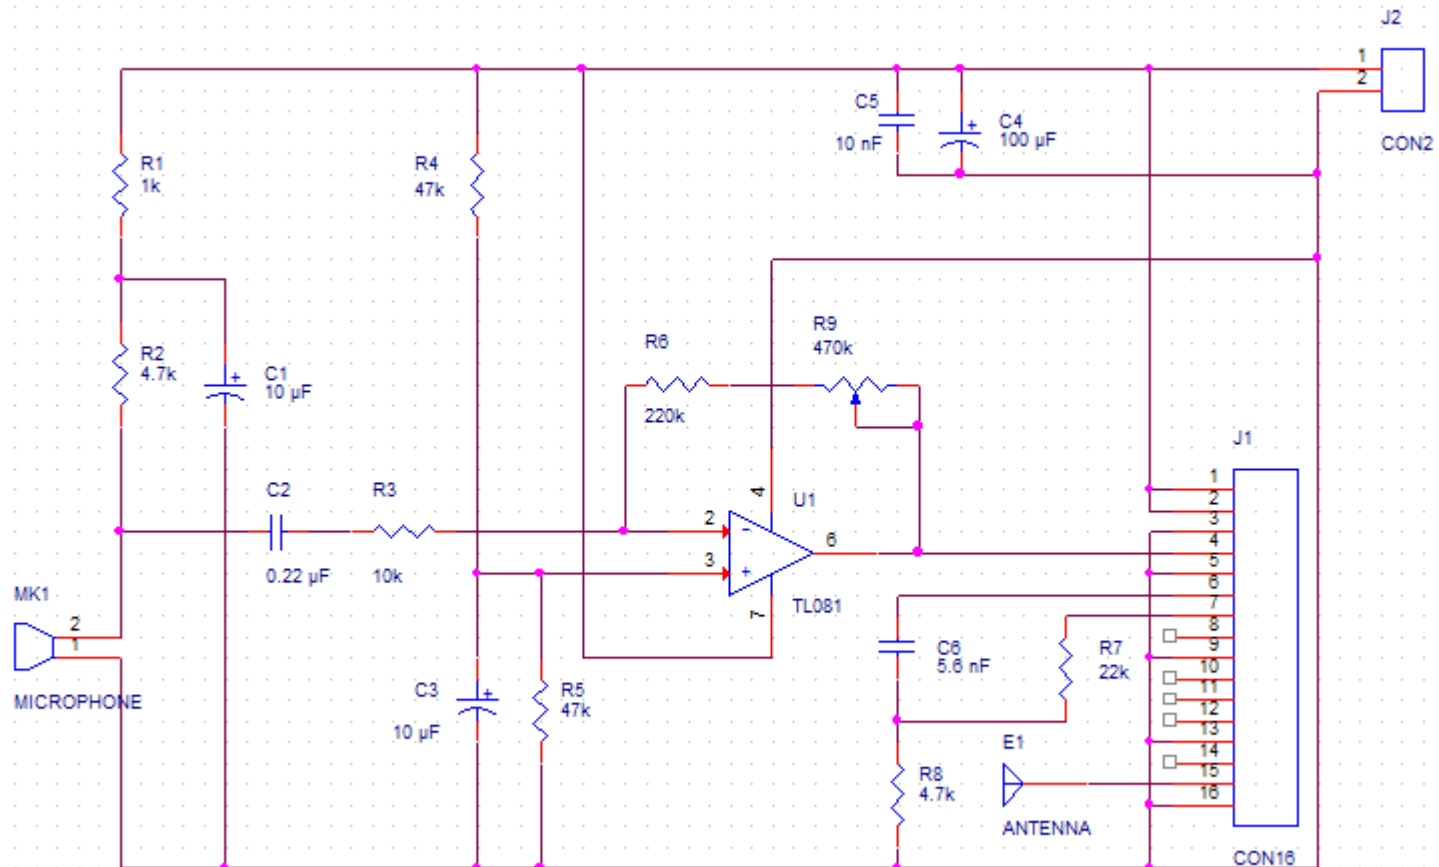 J2
1
2
CON2
C5
10 nF
C4
100 µF
R1
1k
R4
47k
R2
4.7k
C1
10 µF
R6
220k
R9
470k
C2
0.22 µF
R3
10k
2
3
4
6
7
U1
TL081
MK1
2
1
MICROPHONE
C3
10 µF
R5
47k
C6
5.6 nF
R7
22k
R8
4.7k
E1
ANTENNA
J1
1
2
3
4
5
6
7
8
9
10
11
12
13
14
15
16
CON16